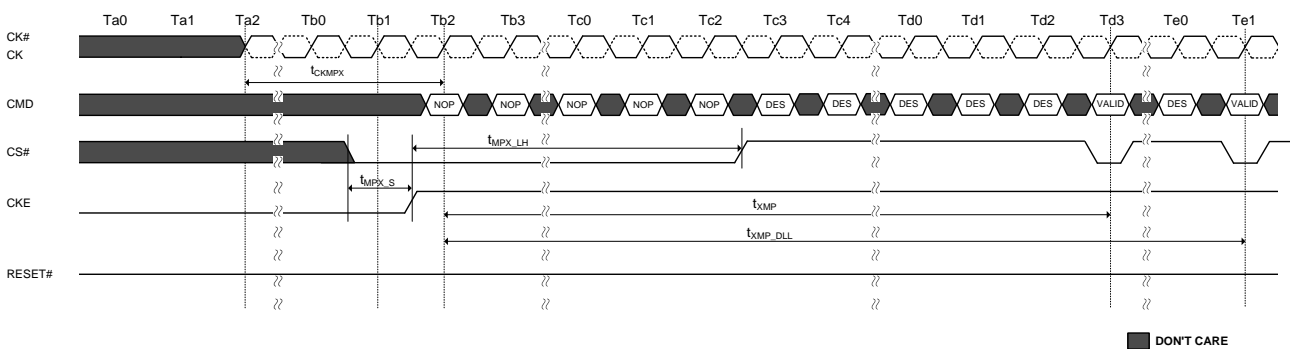 Ta0 Ta1 Ta2 Tb0 Tb1 Tb2 Tb3 Tc0 Tc1 Tc2 Tc3 Tc4 Td0 Td1 Td2 Td3 Te0 Te1
CK#
CK
tCKMPX
CMD NOP NOP NOP NOP NOP DES DES DES DES DES VALID DES VALID
CS#
tMPX_LH
tMPX_S
CKE
tXMP
tXMP_DLL
RESET#
DON'T CARE